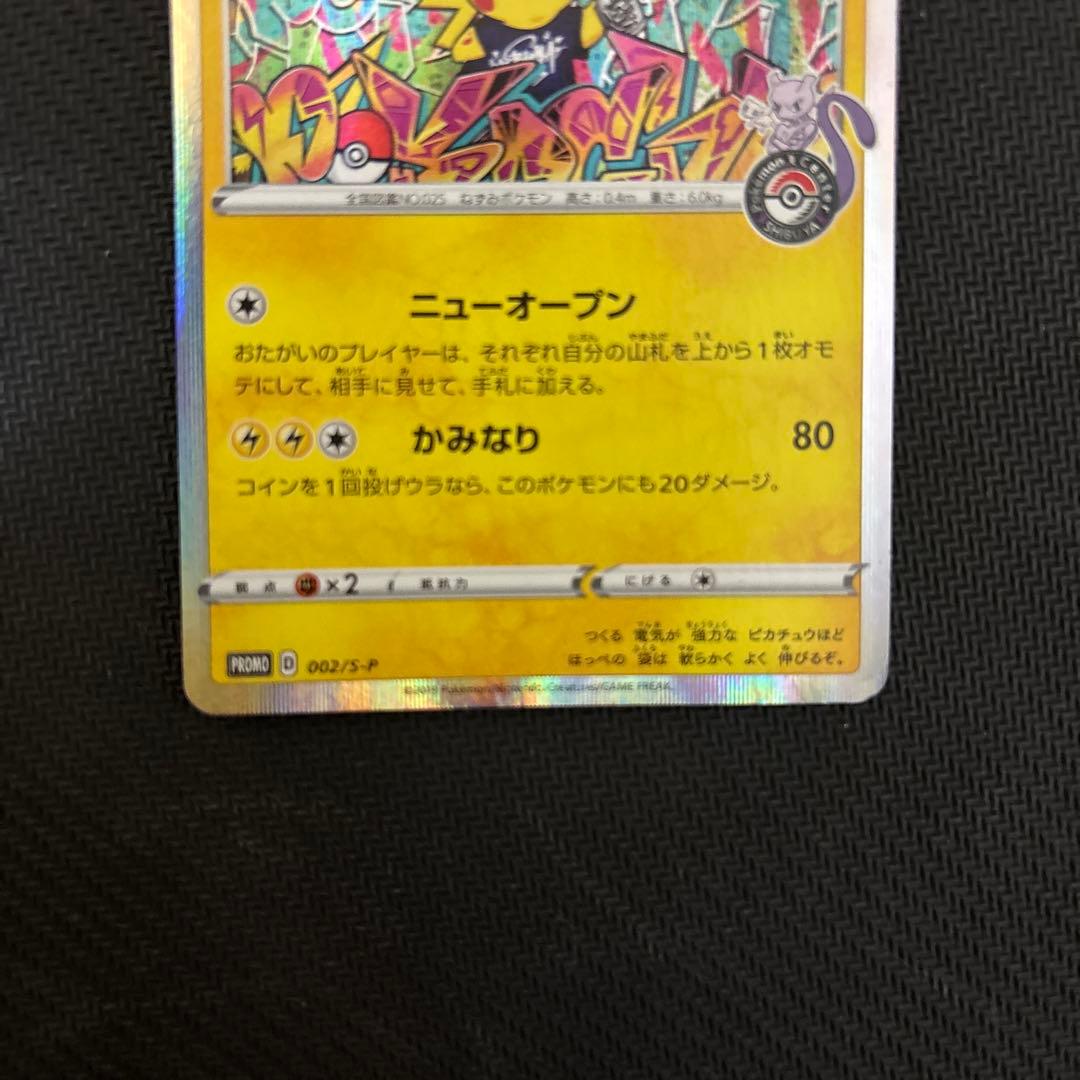 全国図鑑NO.025 ねずみポケモン 高さ:0.4m 重さ:6.0kg
Pokémon Center
SHIBUYA
ニューオープン
おたがいのプレイヤーは、それぞれ自分の山札を上から1枚オモ
テにして、相手に見せて、手札に加える。
かみなり 80
コインを1回投げウラなら、このポケモンにも20ダメージ。
弱点 ×2 抵抗力 にげる
つくる 電気が 強力な ピカチュウほど
ほっぺの 袋は 軟らかく よく 伸びるぞ。
PROMO D 002/S-P
©2019 Pokémon/Nintendo/Creatures/GAME FREAK.